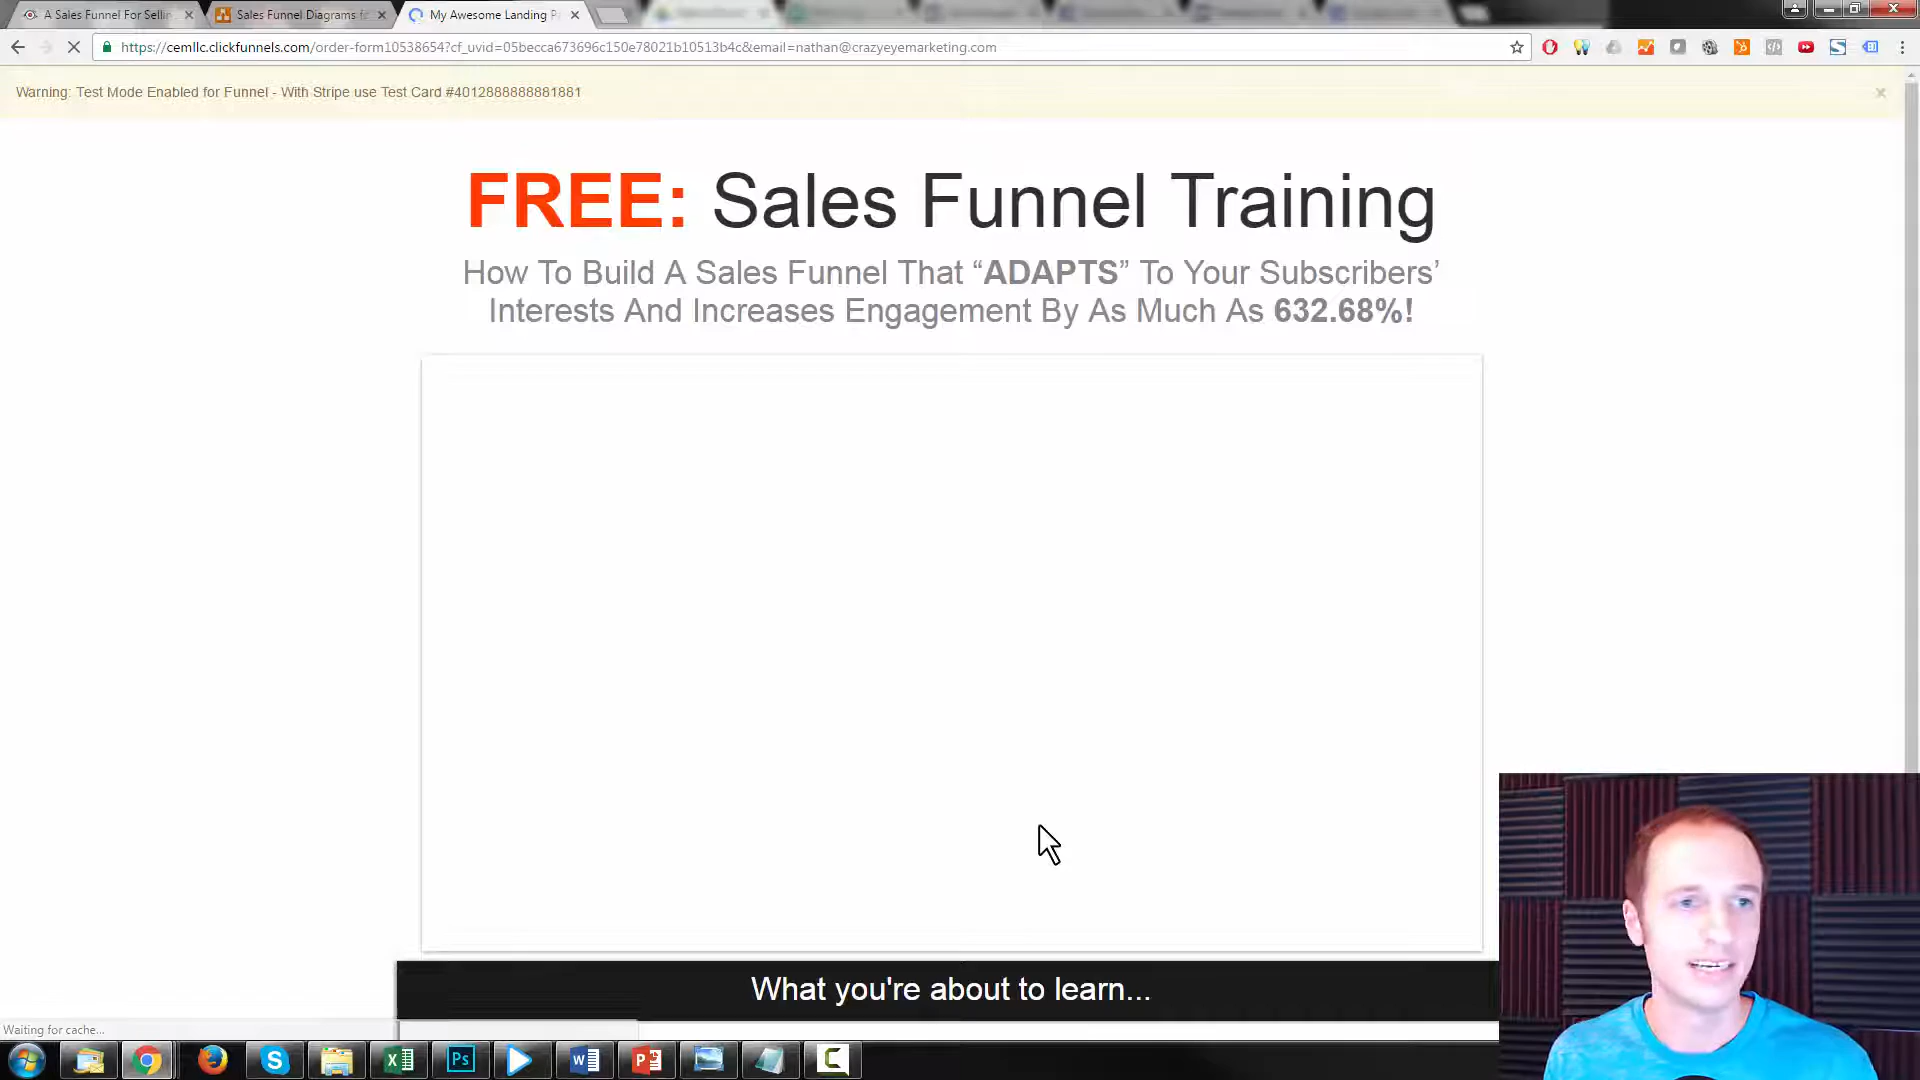 A Sales Funnel For Sellin
Sales Funnel Diagrams f
My Awesome Landing P
https://cemllc.clickfunnels.com/order-form10538654?cf_uvid=05becca673696c150e78021b10513b4c&email=nathan@crazyeyemarketing.com
Warning: Test Mode Enabled for Funnel - With Stripe use Test Card #4012888888881881
FREE: Sales Funnel Training
How To Build A Sales Funnel That “ADAPTS” To Your Subscribers’
Interests And Increases Engagement By As Much As 632.68%!
What you're about to learn...
Waiting for cache...